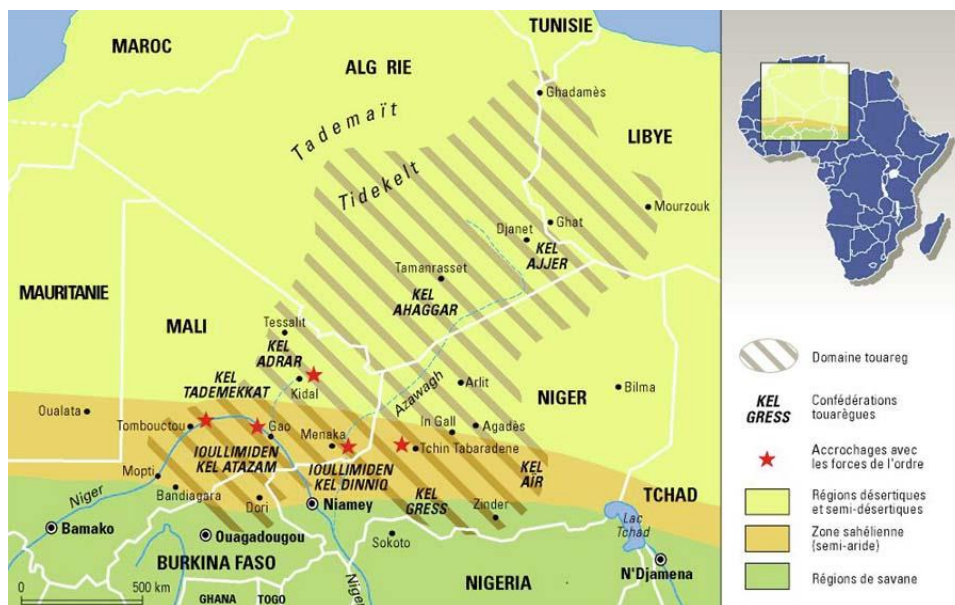 TUNISIE
MAROC
ALG RIE
Ghadamès
Tademaït
LIBYE
Tidekelt
Mourzouk
Ghat
Djanet
KEL
AJJER
Tamanrasset
KEL
AHAGGAR
MAURITANIE
MALI
Tessalit
KEL
ADRAR
KEL
TADEMEKKAT
Kidal
Azawagh
Arlit
NIGER
Bilma
Oualata
Tombouctou
Gao
Menaka
In Gall
Agadès
Tchin Tabaradene
IOULLIMIDEN
KEL ATAZAM
IOULLIMIDEN
KEL DINNIQ
KEL
AIR
Mopti
Niger
Bandiagara
Dori
Niamey
KEL
GRESS
Zinder
TCHAD
Lac
Tchad
Bamako
Ouagadougou
Sokoto
BURKINA FASO
Niger
NIGERIA
N'Djamena
GHANA
TOGO
0
500 km
Domaine touareg
KEL
GRESS
Confédérations
touarègues
Accrochages avec
les forces de l'ordre
Régions désertiques
et semi-désertiques
Zone sahélienne
(semi-aride)
Régions de savane